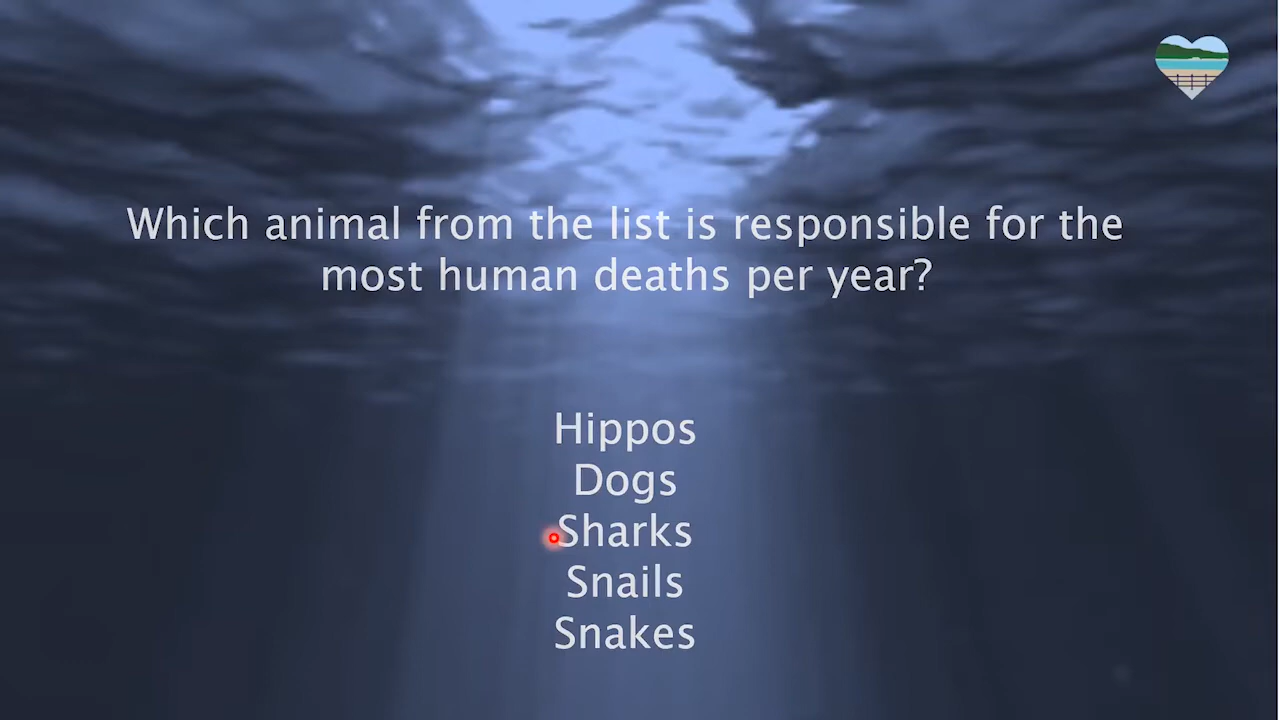 Which animal from the list is responsible for the
most human deaths per year?
Hippos
Dogs
Sharks
Snails
Snakes